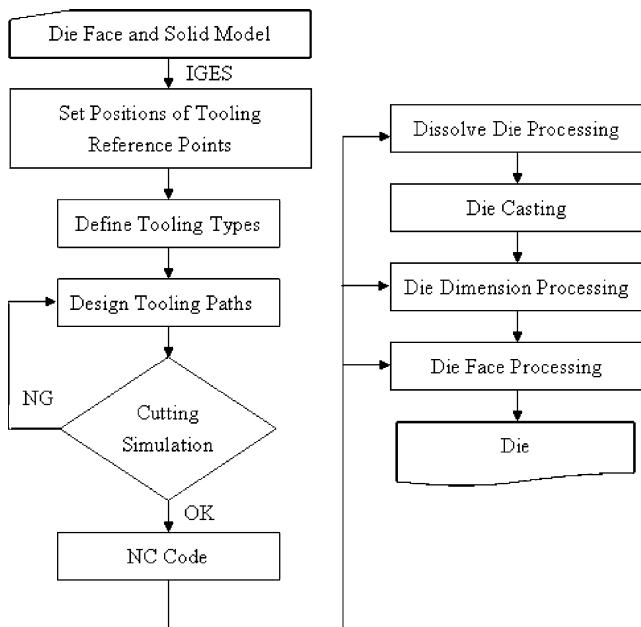 Die Face and Solid Model
IGES
Set Positions of Tooling
Reference Points
Define Tooling Types
Design Tooling Paths
NG
Cutting
Simulation
OK
NC Code
Dissolve Die Processing
Die Casting
Die Dimension Processing
Die Face Processing
Die